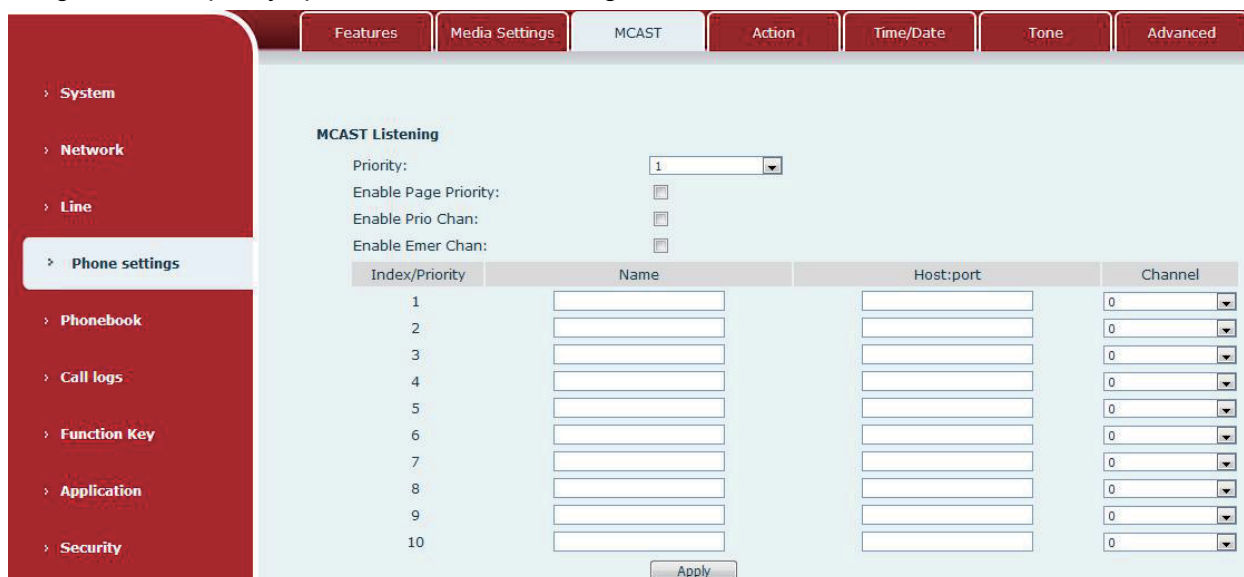 Features Media Settings MCAST Action Time/Date Tone Advanced
› System
› Network
› Line
› Phone settings
› Phonebook
› Call logs
› Function Key
› Application
› Security
MCAST Listening
Priority: 1
Enable Page Priority:
Enable Prio Chan:
Enable Emer Chan:
Index/Priority Name Host:port Channel
1 0
2 0
3 0
4 0
5 0
6 0
7 0
8 0
9 0
10 0
Apply